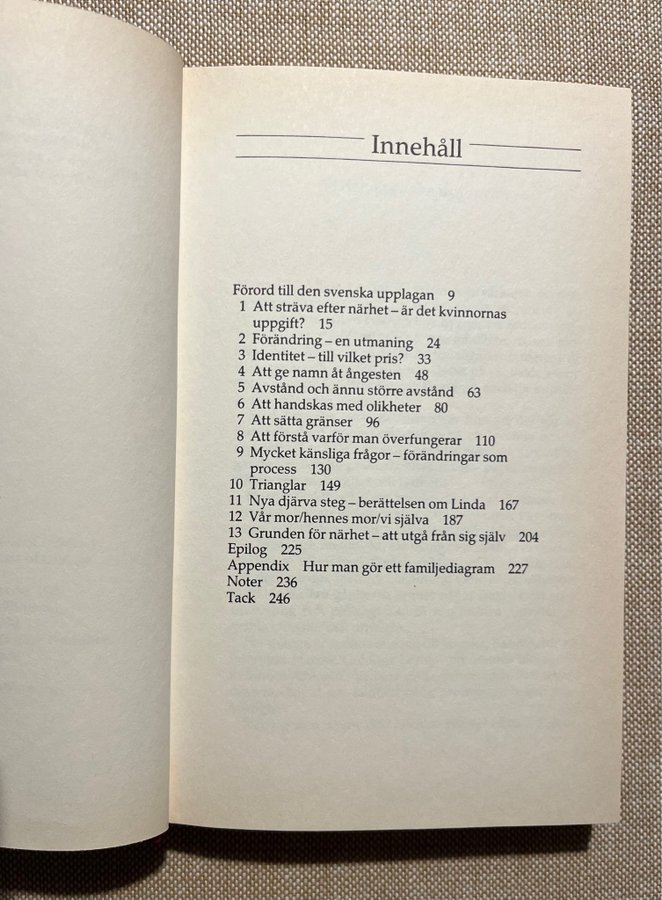 Innehåll
Förord till den svenska upplagan 9
1 Att sträva efter närhet – är det kvinnornas
uppgift? 15
2 Förändring – en utmaning 24
3 Identitet – till vilket pris? 33
4 Att ge namn åt ångesten 48
5 Avstånd och ännu större avstånd 63
6 Att handskas med olikheter 80
7 Att sätta gränser 96
8 Att förstå varför man överfungerar 110
9 Mycket känsliga frågor – förändringar som
process 130
10 Trianglar 149
11 Nya djärva steg – berättelsen om Linda 167
12 Vår mor/hennes mor/vi själva 187
13 Grunden för närhet – att utgå från sig själv 204
Epilog 225
Appendix Hur man gör ett familjediagram 227
Noter 236
Tack 246